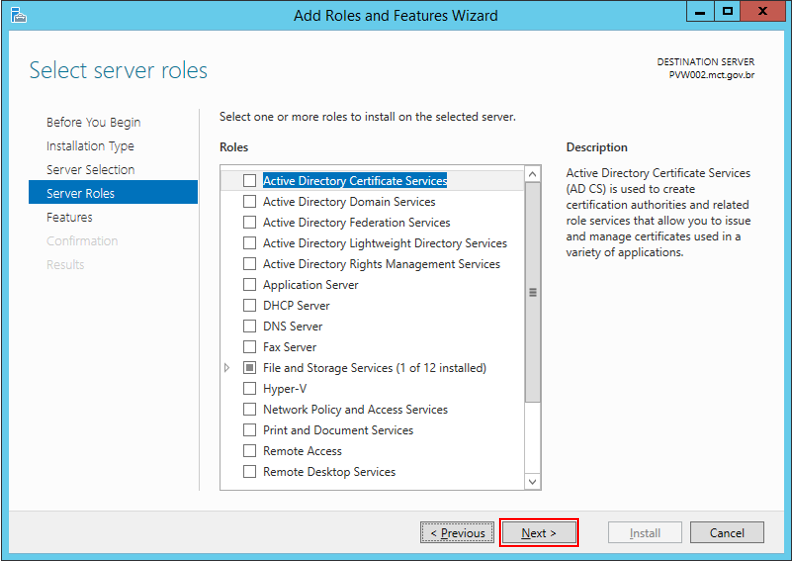 Add Roles and Features Wizard
Select server roles
DESTINATION SERVER
PVW002.mct.gov.br
Before You Begin
Installation Type
Server Selection
Server Roles
Features
Confirmation
Results
Select one or more roles to install on the selected server.
Roles
Active Directory Certificate Services
Active Directory Domain Services
Active Directory Federation Services
Active Directory Lightweight Directory Services
Active Directory Rights Management Services
Application Server
DHCP Server
DNS Server
Fax Server
File and Storage Services (1 of 12 installed)
Hyper-V
Network Policy and Access Services
Print and Document Services
Remote Access
Remote Desktop Services
Description
Active Directory Certificate Services
(AD CS) is used to create
certification authorities and related
role services that allow you to issue
and manage certificates used in a
variety of applications.
< Previous
Next >
Install
Cancel